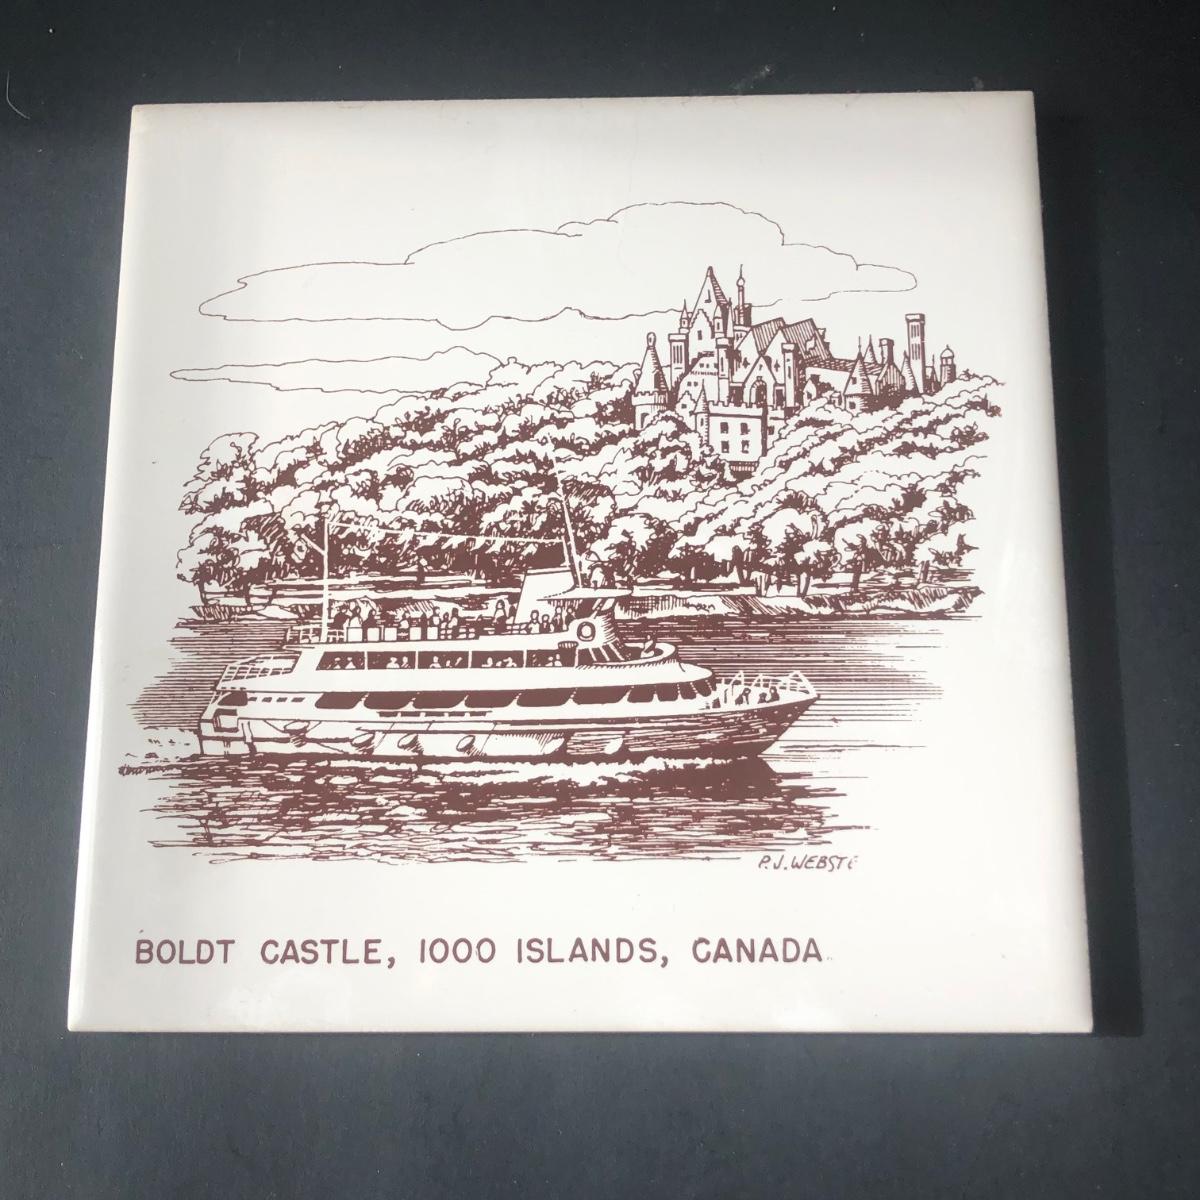 P.J. WEBSTE
BOLDT CASTLE, 1000 ISLANDS, CANADA